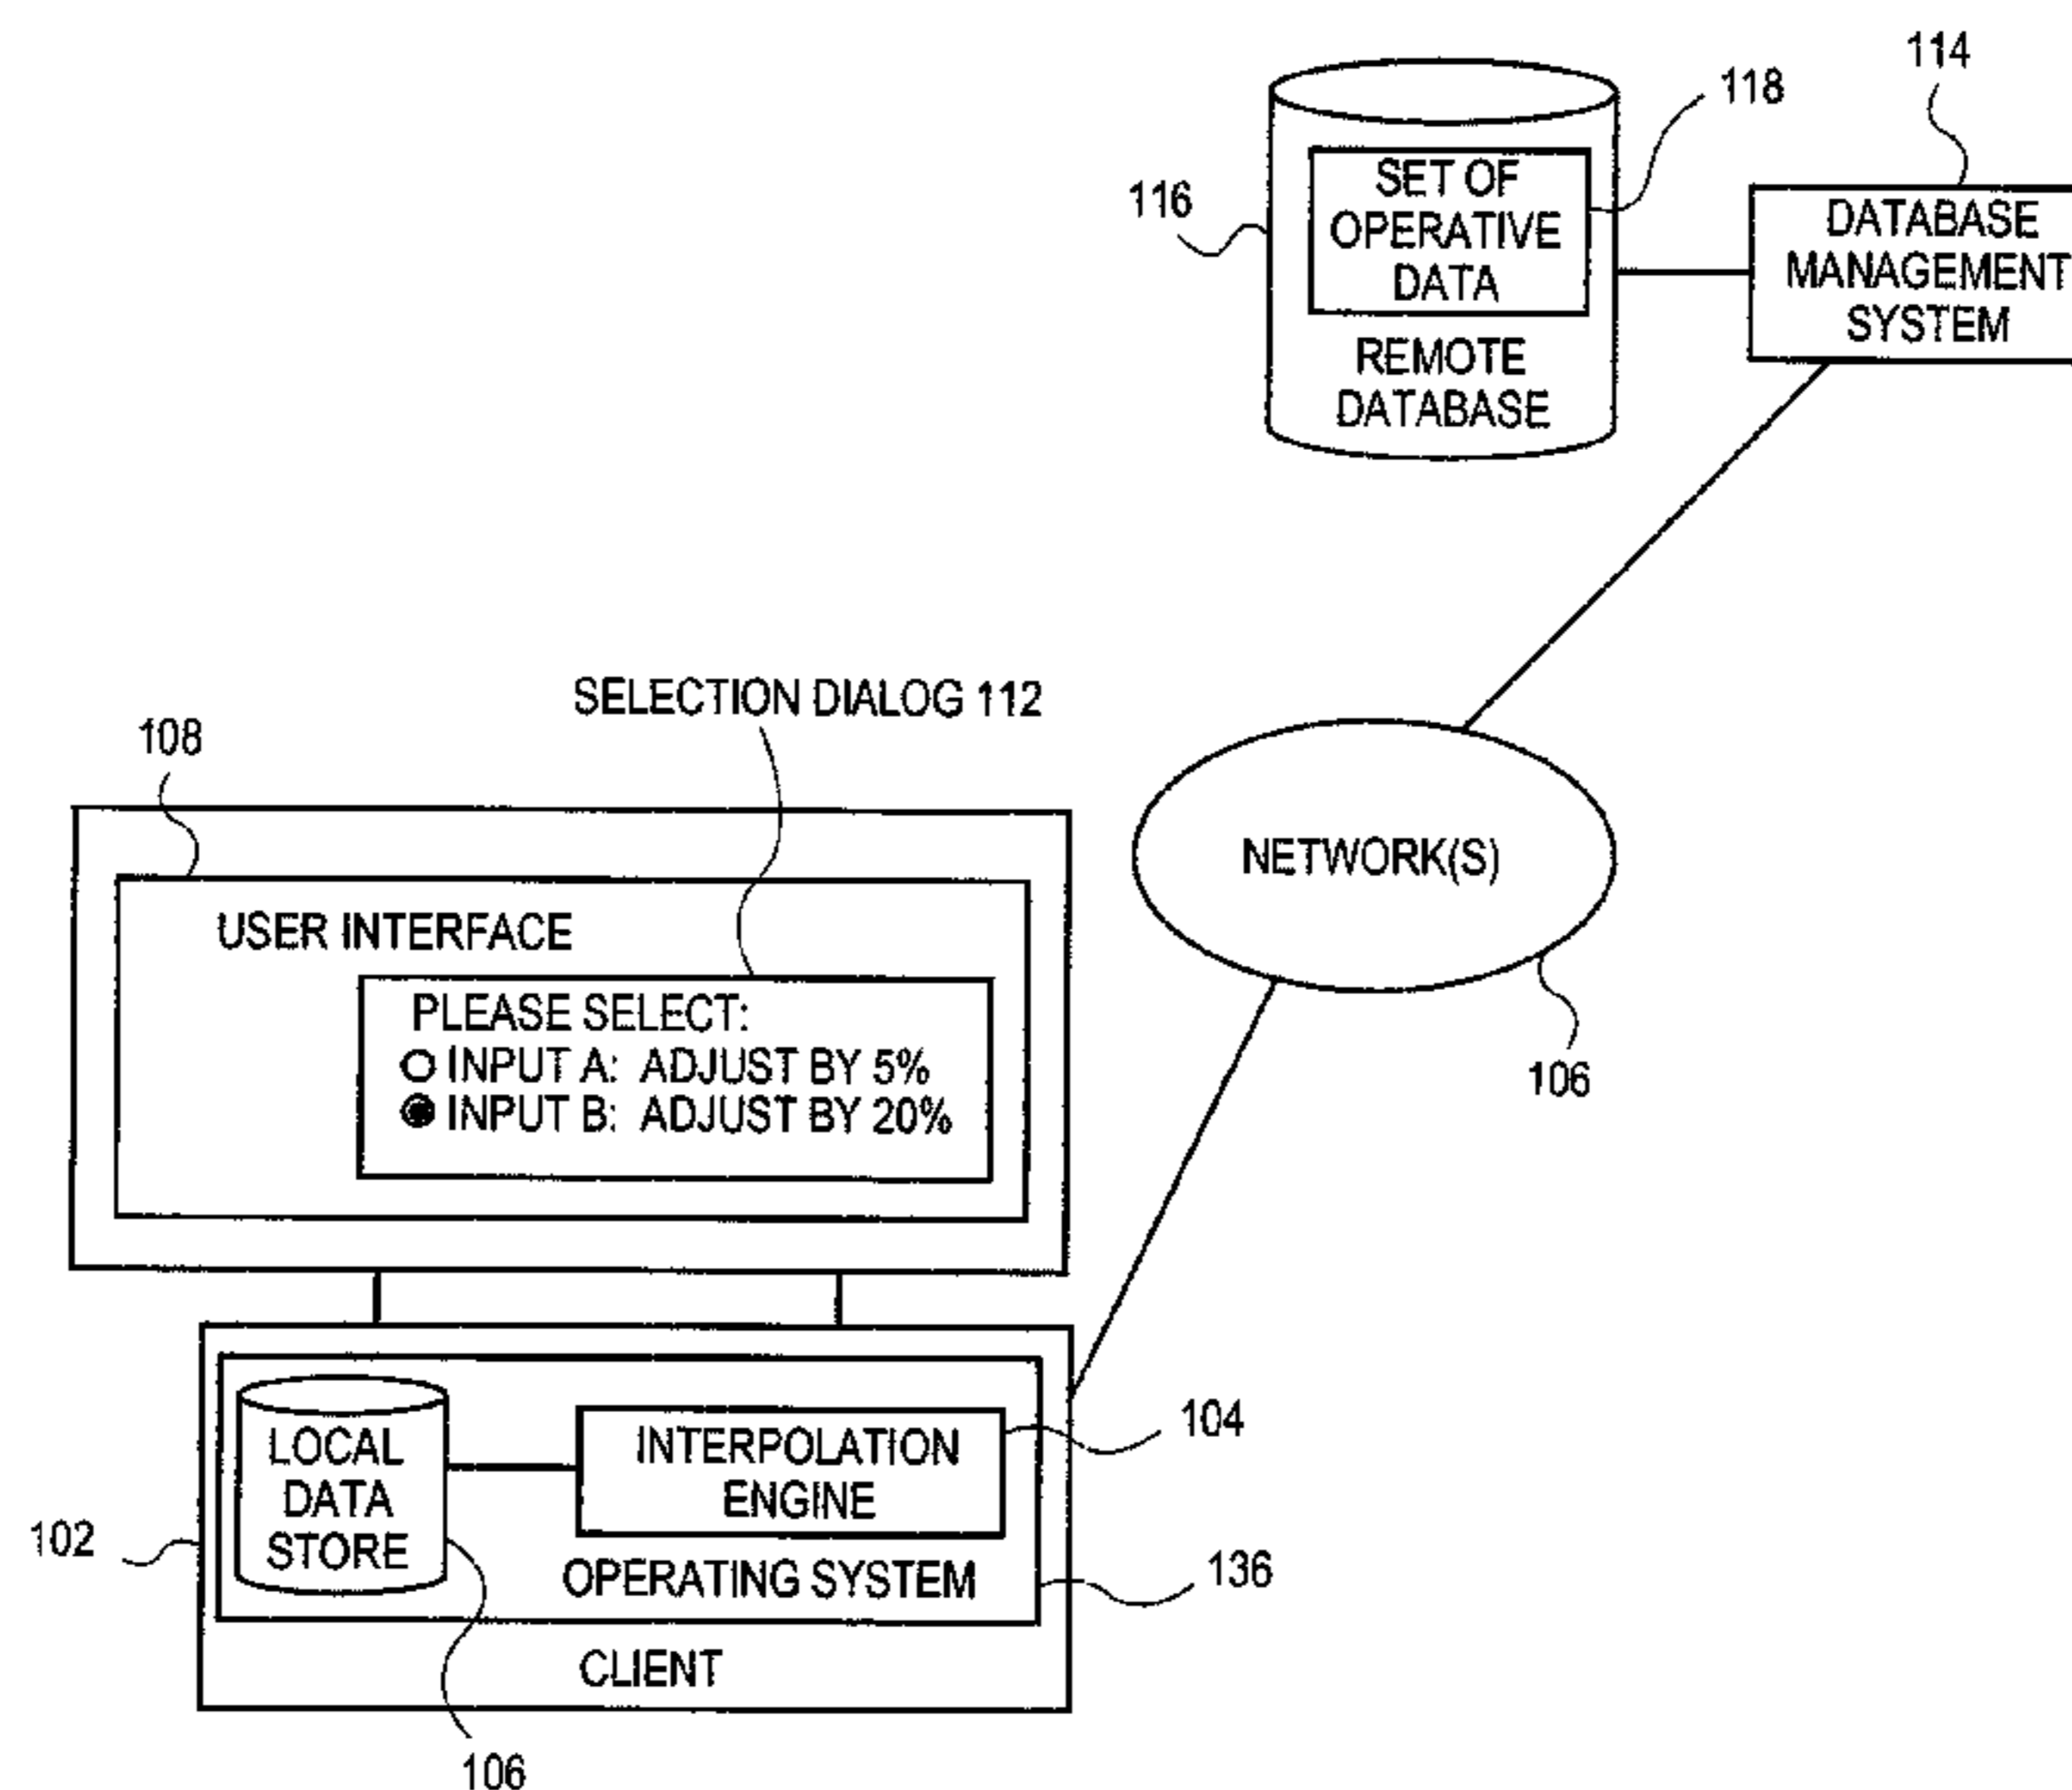 114
118
SET OF
OPERATIVE
DATA
116
DATABASE
MANAGEMENT
SYSTEM
REMOTE
DATABASE
SELECTION DIALOG 112
108
NETWORK(S)
USER INTERFACE
PLEASE SELECT:
INPUT A: ADJUST BY 5%
INPUT B: ADJUST BY 20%
106
LOCAL
DATA
STORE
INTERPOLATION
ENGINE
104
102
OPERATING SYSTEM
136
CLIENT
106